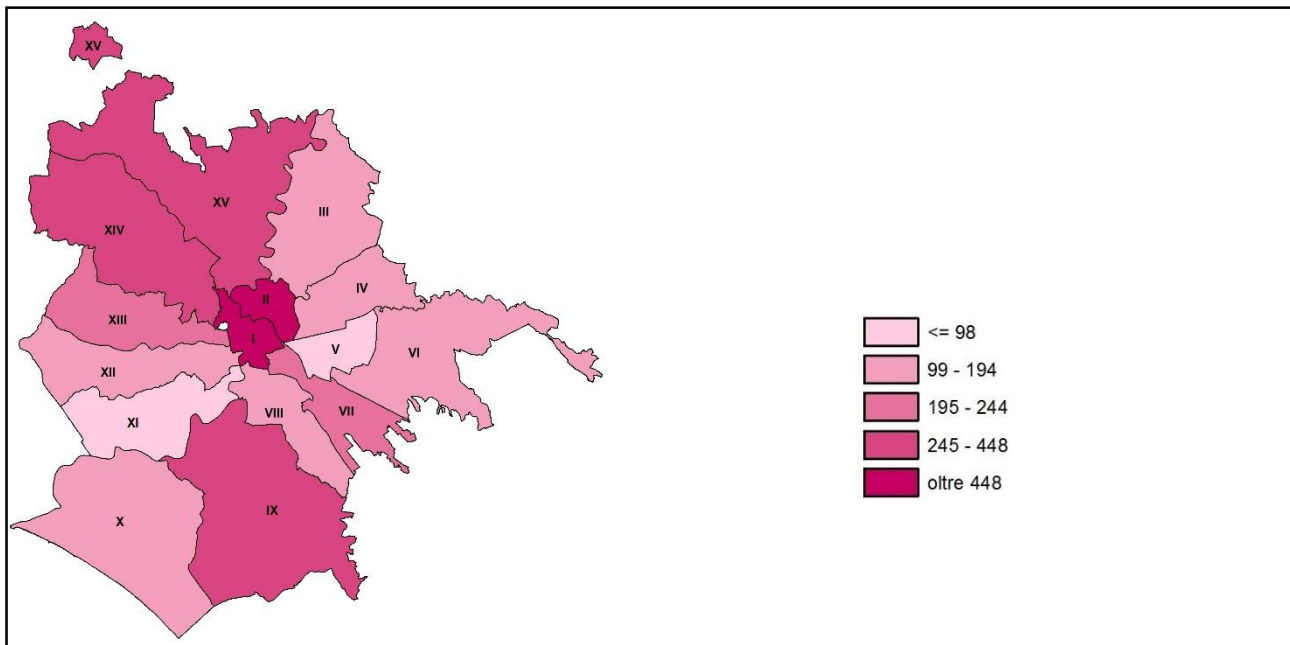 XV
XV
III
XIV
II
IV
XIII
I
V
VI
XII
VIII
VII
XI
IX
X
<= 98
99 - 194
195 - 244
245 - 448
oltre 448